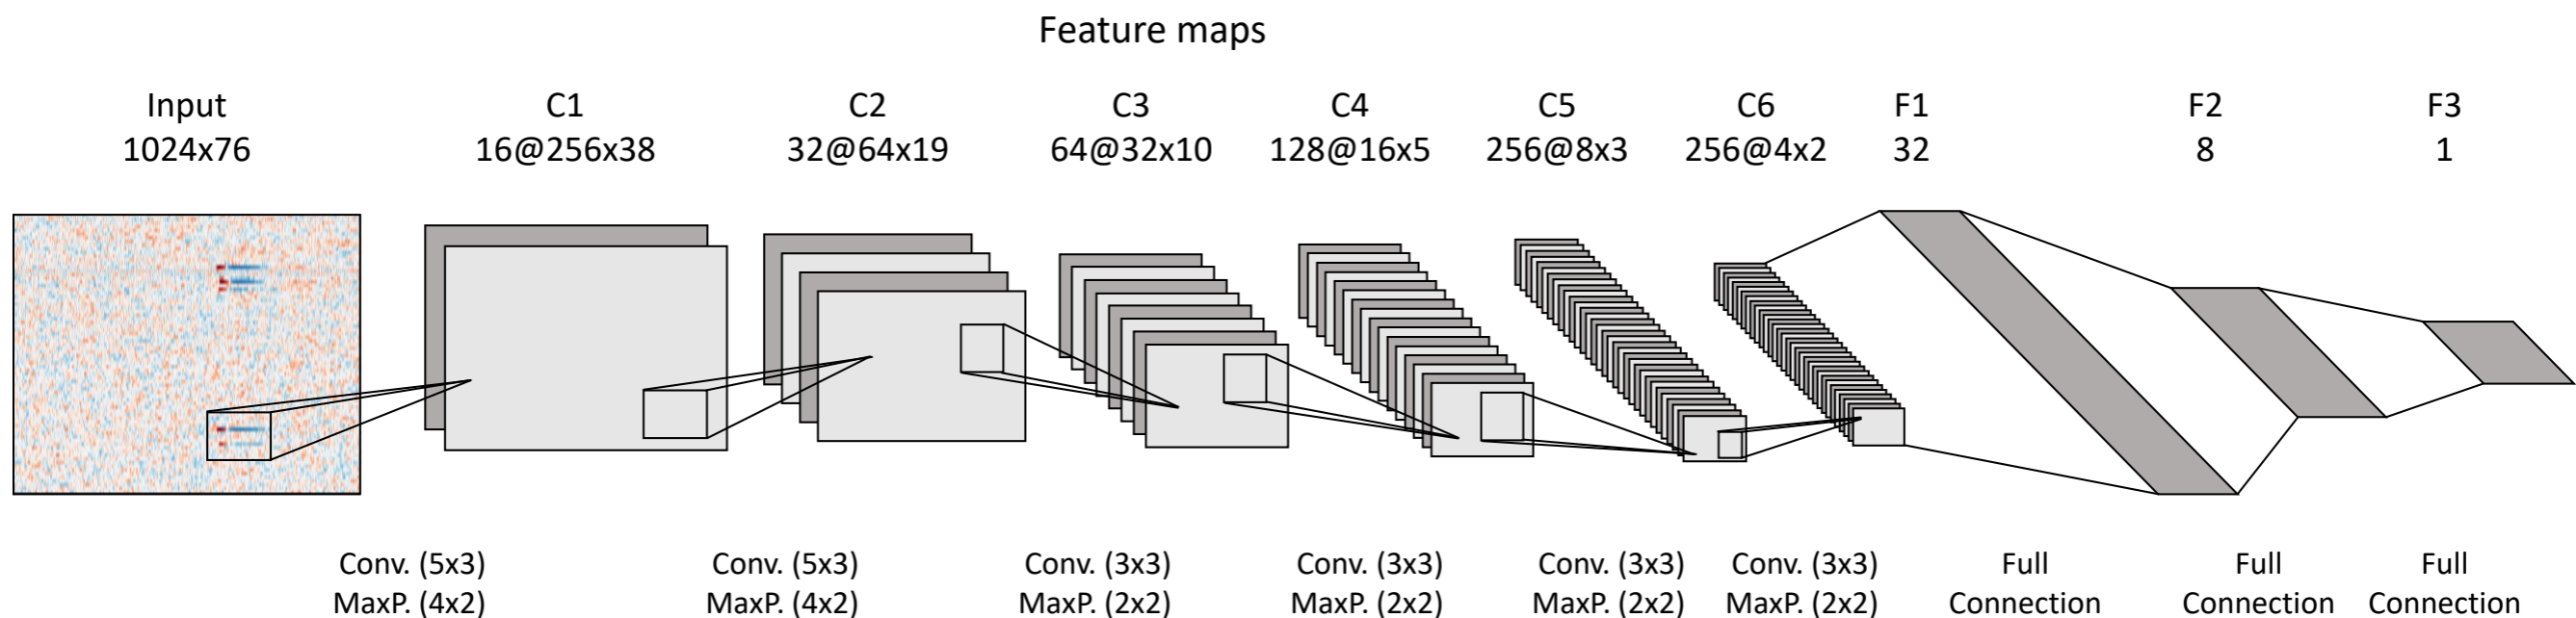 Feature maps
Input C1 C2 C3 C4 C5 C6 F1 F2 F3
1024x76 16@256x38 32@64x19 64@32x10 128@16x5 256@8x3 256@4x2 32 8 1
Conv. (5x3) Conv. (5x3) Conv. (3x3) Conv. (3x3) Conv. (3x3) Conv. (3x3) Full Full Full
MaxP. (4x2) MaxP. (4x2) MaxP. (2x2) MaxP. (2x2) MaxP. (2x2) MaxP. (2x2) Connection Connection Connection